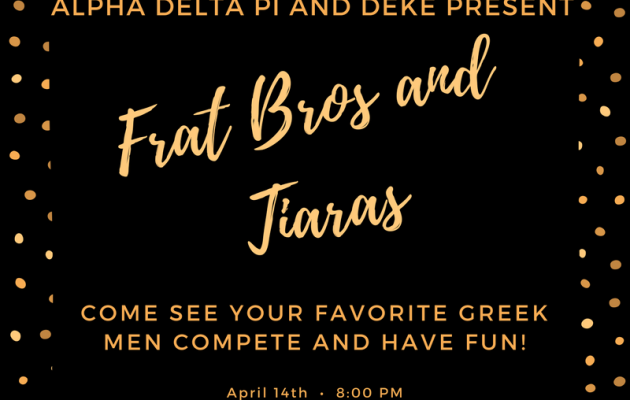 ALPHA DELTA PI AND DEKE PRESENT
Frat Bros and
Tiaras
COME SEE YOUR FAVORITE GREEK
MEN COMPETE AND HAVE FUN!
April 14th • 8:00 PM